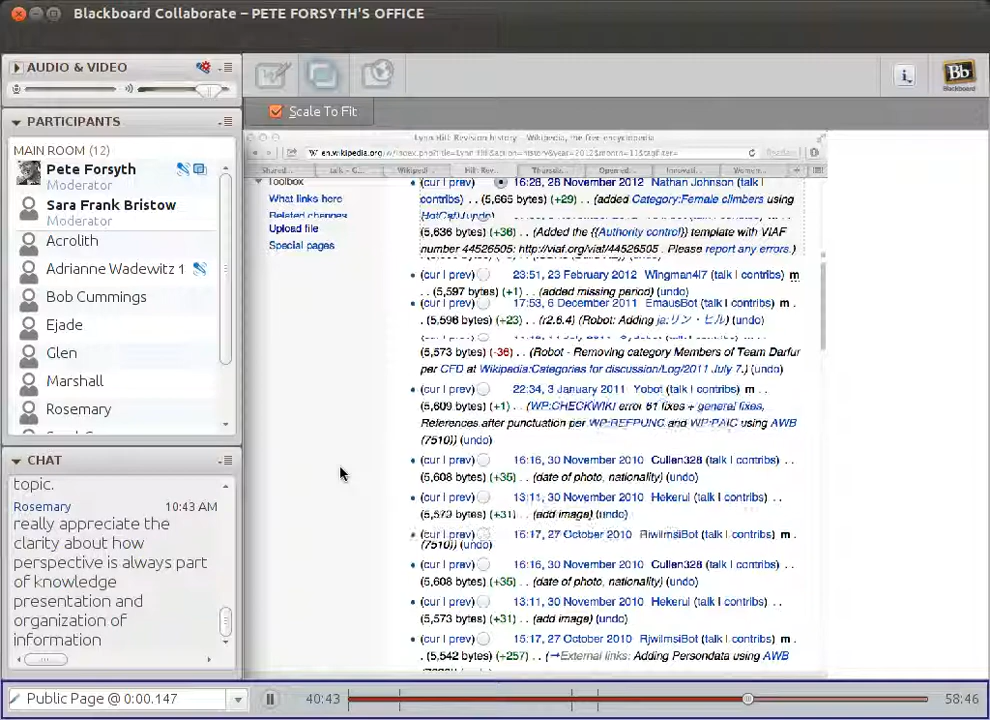 Blackboard Collaborate – PETE FORSYTH'S OFFICE
AUDIO & VIDEO
PARTICIPANTS
MAIN ROOM (12)
Pete Forsyth
Moderator
Sara Frank Bristow
Moderator
Acrolith
Adrianne Wadewitz 1
Bob Cummings
Ejade
Glen
Marshall
Rosemary
CHAT
topic.
Rosemary 10:43 AM
really appreciate the
clarity about how
perspective is always part
of knowledge
presentation and
organization of
information
Scale To Fit
Bb
Blackboard
Lynn Hill: Revision history – Wikipedia, the free encyclopedia
Toolbox
What links here
Related changes
Upload file
Special pages
(cur | prev) 16:28, 28 November 2012 Nathan Johnson (talk |
contribs) . . (5,665 bytes) (+29) . . (added Category:Female climbers using
HotCat) (undo)
(5,636 bytes) (+36) . . (Added the {{Authority control}} template with VIAF
number 44526505: http://viaf.org/viaf/44526505 . Please report any errors.)
(cur | prev) 23:51, 23 February 2012 Wingman4l7 (talk | contribs) m
. . (5,597 bytes) (+1) . . (added missing period) (undo)
(cur | prev) 17:53, 6 December 2011 EmausBot (talk | contribs) m .
. (5,596 bytes) (+23) . . (r2.6.4) (Robot: Adding ja:リン・ヒル) (undo)
(5,573 bytes) (-36) . . (Robot - Removing category Members of Team Darfur
per CFD at Wikipedia:Categories for discussion/Log/2011 July 7.) (undo)
(cur | prev) 22:34, 3 January 2011 Yobot (talk | contribs) m . .
(5,609 bytes) (+1) . . (WP:CHECKWIKI error 61 fixes + general fixes,
References after punctuation per WP:REFPUNC and WP:PAIC using AWB
(7510)) (undo)
(cur | prev) 16:16, 30 November 2010 Cullen328 (talk | contribs) . .
(5,608 bytes) (+35) . . (date of photo, nationality) (undo)
(cur | prev) 13:11, 30 November 2010 Hekerui (talk | contribs) . .
(5,573 bytes) (+31) . . (add image) (undo)
(cur | prev) 16:17, 27 October 2010 RjwilmsiBot (talk | contribs) m .
(7510)) (undo)
(cur | prev) 16:16, 30 November 2010 Cullen328 (talk | contribs) . .
(5,608 bytes) (+35) . . (date of photo, nationality) (undo)
(cur | prev) 13:11, 30 November 2010 Hekerui (talk | contribs) . .
(5,573 bytes) (+31) . . (add image) (undo)
(cur | prev) 15:17, 27 October 2010 RjwilmsiBot (talk | contribs) m .
. (5,542 bytes) (+257) . . (→External links: Adding Persondata using AWB
Public Page @ 0:00.147
40:43
58:46